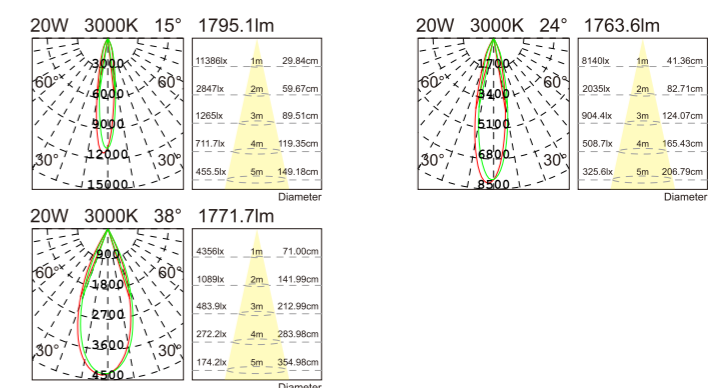 20W 3000K 15° 1795.1lm
3000
6000
9000
12000
15000
60° 60°
30° 30°
11386lx 1m 29.84cm
2847lx 2m 59.67cm
1265lx 3m 89.51cm
711.7lx 4m 119.35cm
455.5lx 5m 149.18cm
Diameter
20W 3000K 24° 1763.6lm
1700
3400
5100
6800
8500
60° 60°
30° 30°
8140lx 1m 41.36cm
2035lx 2m 82.71cm
904.4lx 3m 124.07cm
508.7lx 4m 165.43cm
325.6lx 5m 206.79cm
Diameter
20W 3000K 38° 1771.7lm
900
1800
2700
3600
4500
60° 60°
30° 30°
4356lx 1m 71.00cm
1089lx 2m 141.99cm
483.9lx 3m 212.99cm
272.2lx 4m 283.98cm
174.2lx 5m 354.98cm
Diameter